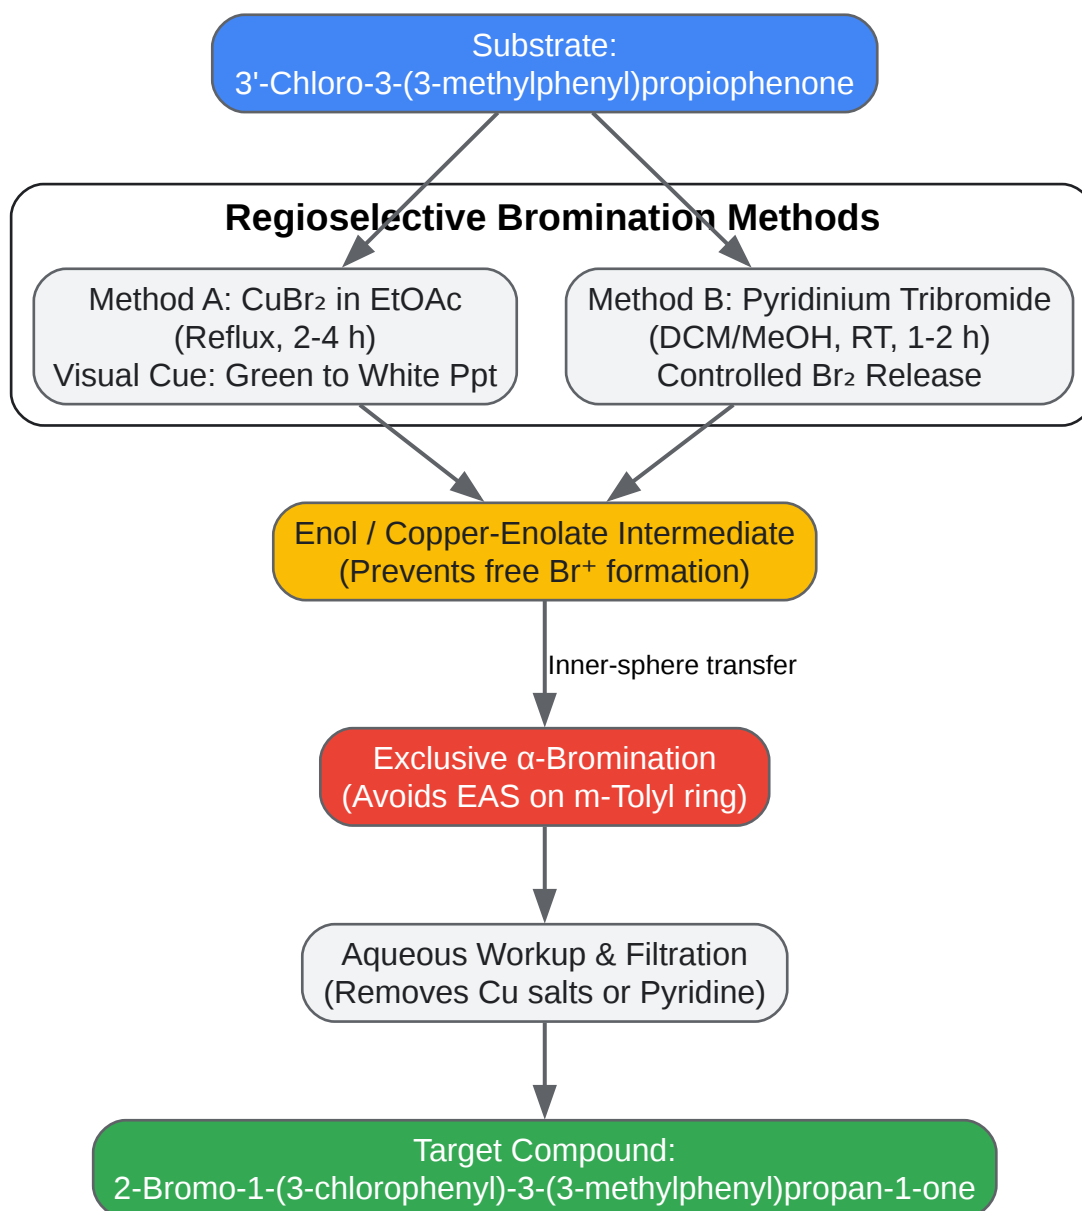 Substrate:
3'-Chloro-3-(3-methylphenyl)propiophenone
Regioselective Bromination Methods
Method A: CuBr₂ in EtOAc
(Reflux, 2-4 h)
Visual Cue: Green to White Ppt
Method B: Pyridinium Tribromide
(DCM/MeOH, RT, 1-2 h)
Controlled Br₂ Release
Enol / Copper-Enolate Intermediate
(Prevents free Br⁺ formation)
Inner-sphere transfer
Exclusive α-Bromination
(Avoids EAS on m-Tolyl ring)
Aqueous Workup & Filtration
(Removes Cu salts or Pyridine)
Target Compound:
2-Bromo-1-(3-chlorophenyl)-3-(3-methylphenyl)propan-1-one